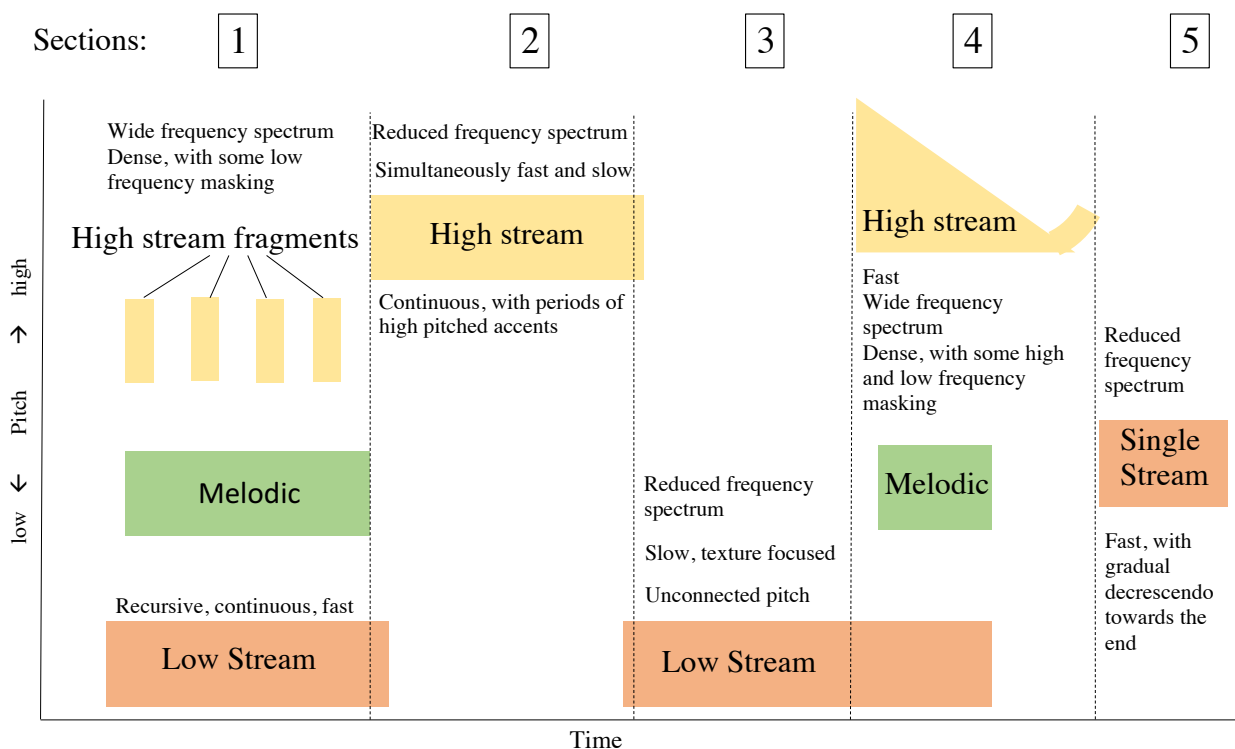 Sections:
1
2
3
4
5
Wide frequency spectrum
Dense, with some low
frequency masking
High stream fragments
Melodic
Recursive, continuous, fast
Low Stream
Reduced frequency spectrum
Simultaneously fast and slow
High stream
Continuous, with periods of
high pitched accents
Reduced frequency
spectrum
Slow, texture focused
Unconnected pitch
Low Stream
High stream
Fast
Wide frequency
spectrum
Dense, with some high
and low frequency
masking
Melodic
Reduced
frequency
spectrum
Single
Stream
Fast, with
gradual
decrescendo
towards the
end
low ← Pitch → high
Time